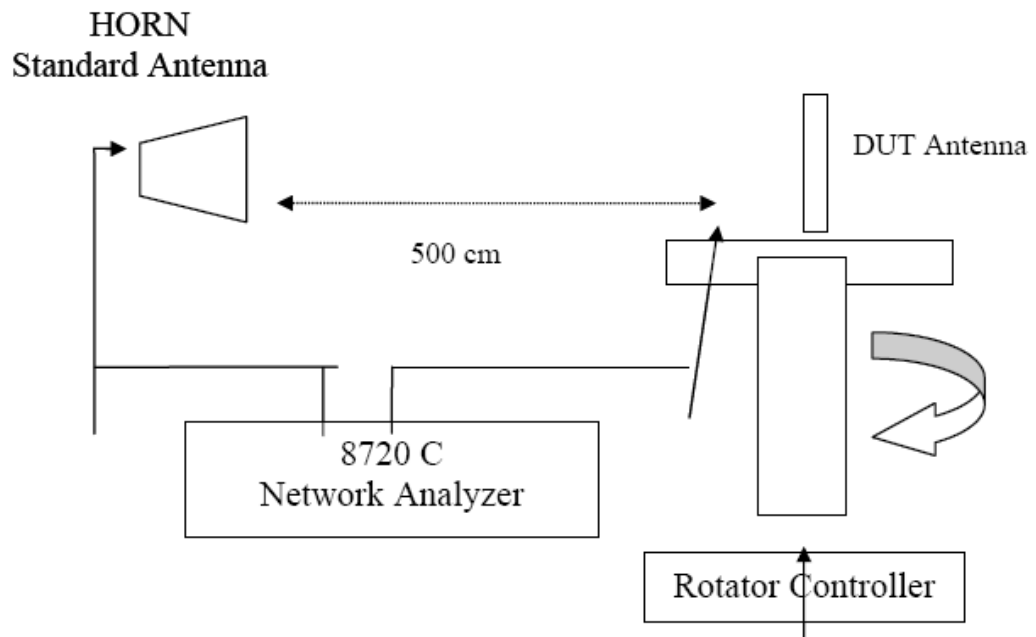 HORN
Standard Antenna
DUT Antenna
500 cm
8720 C
Network Analyzer
Rotator Controller